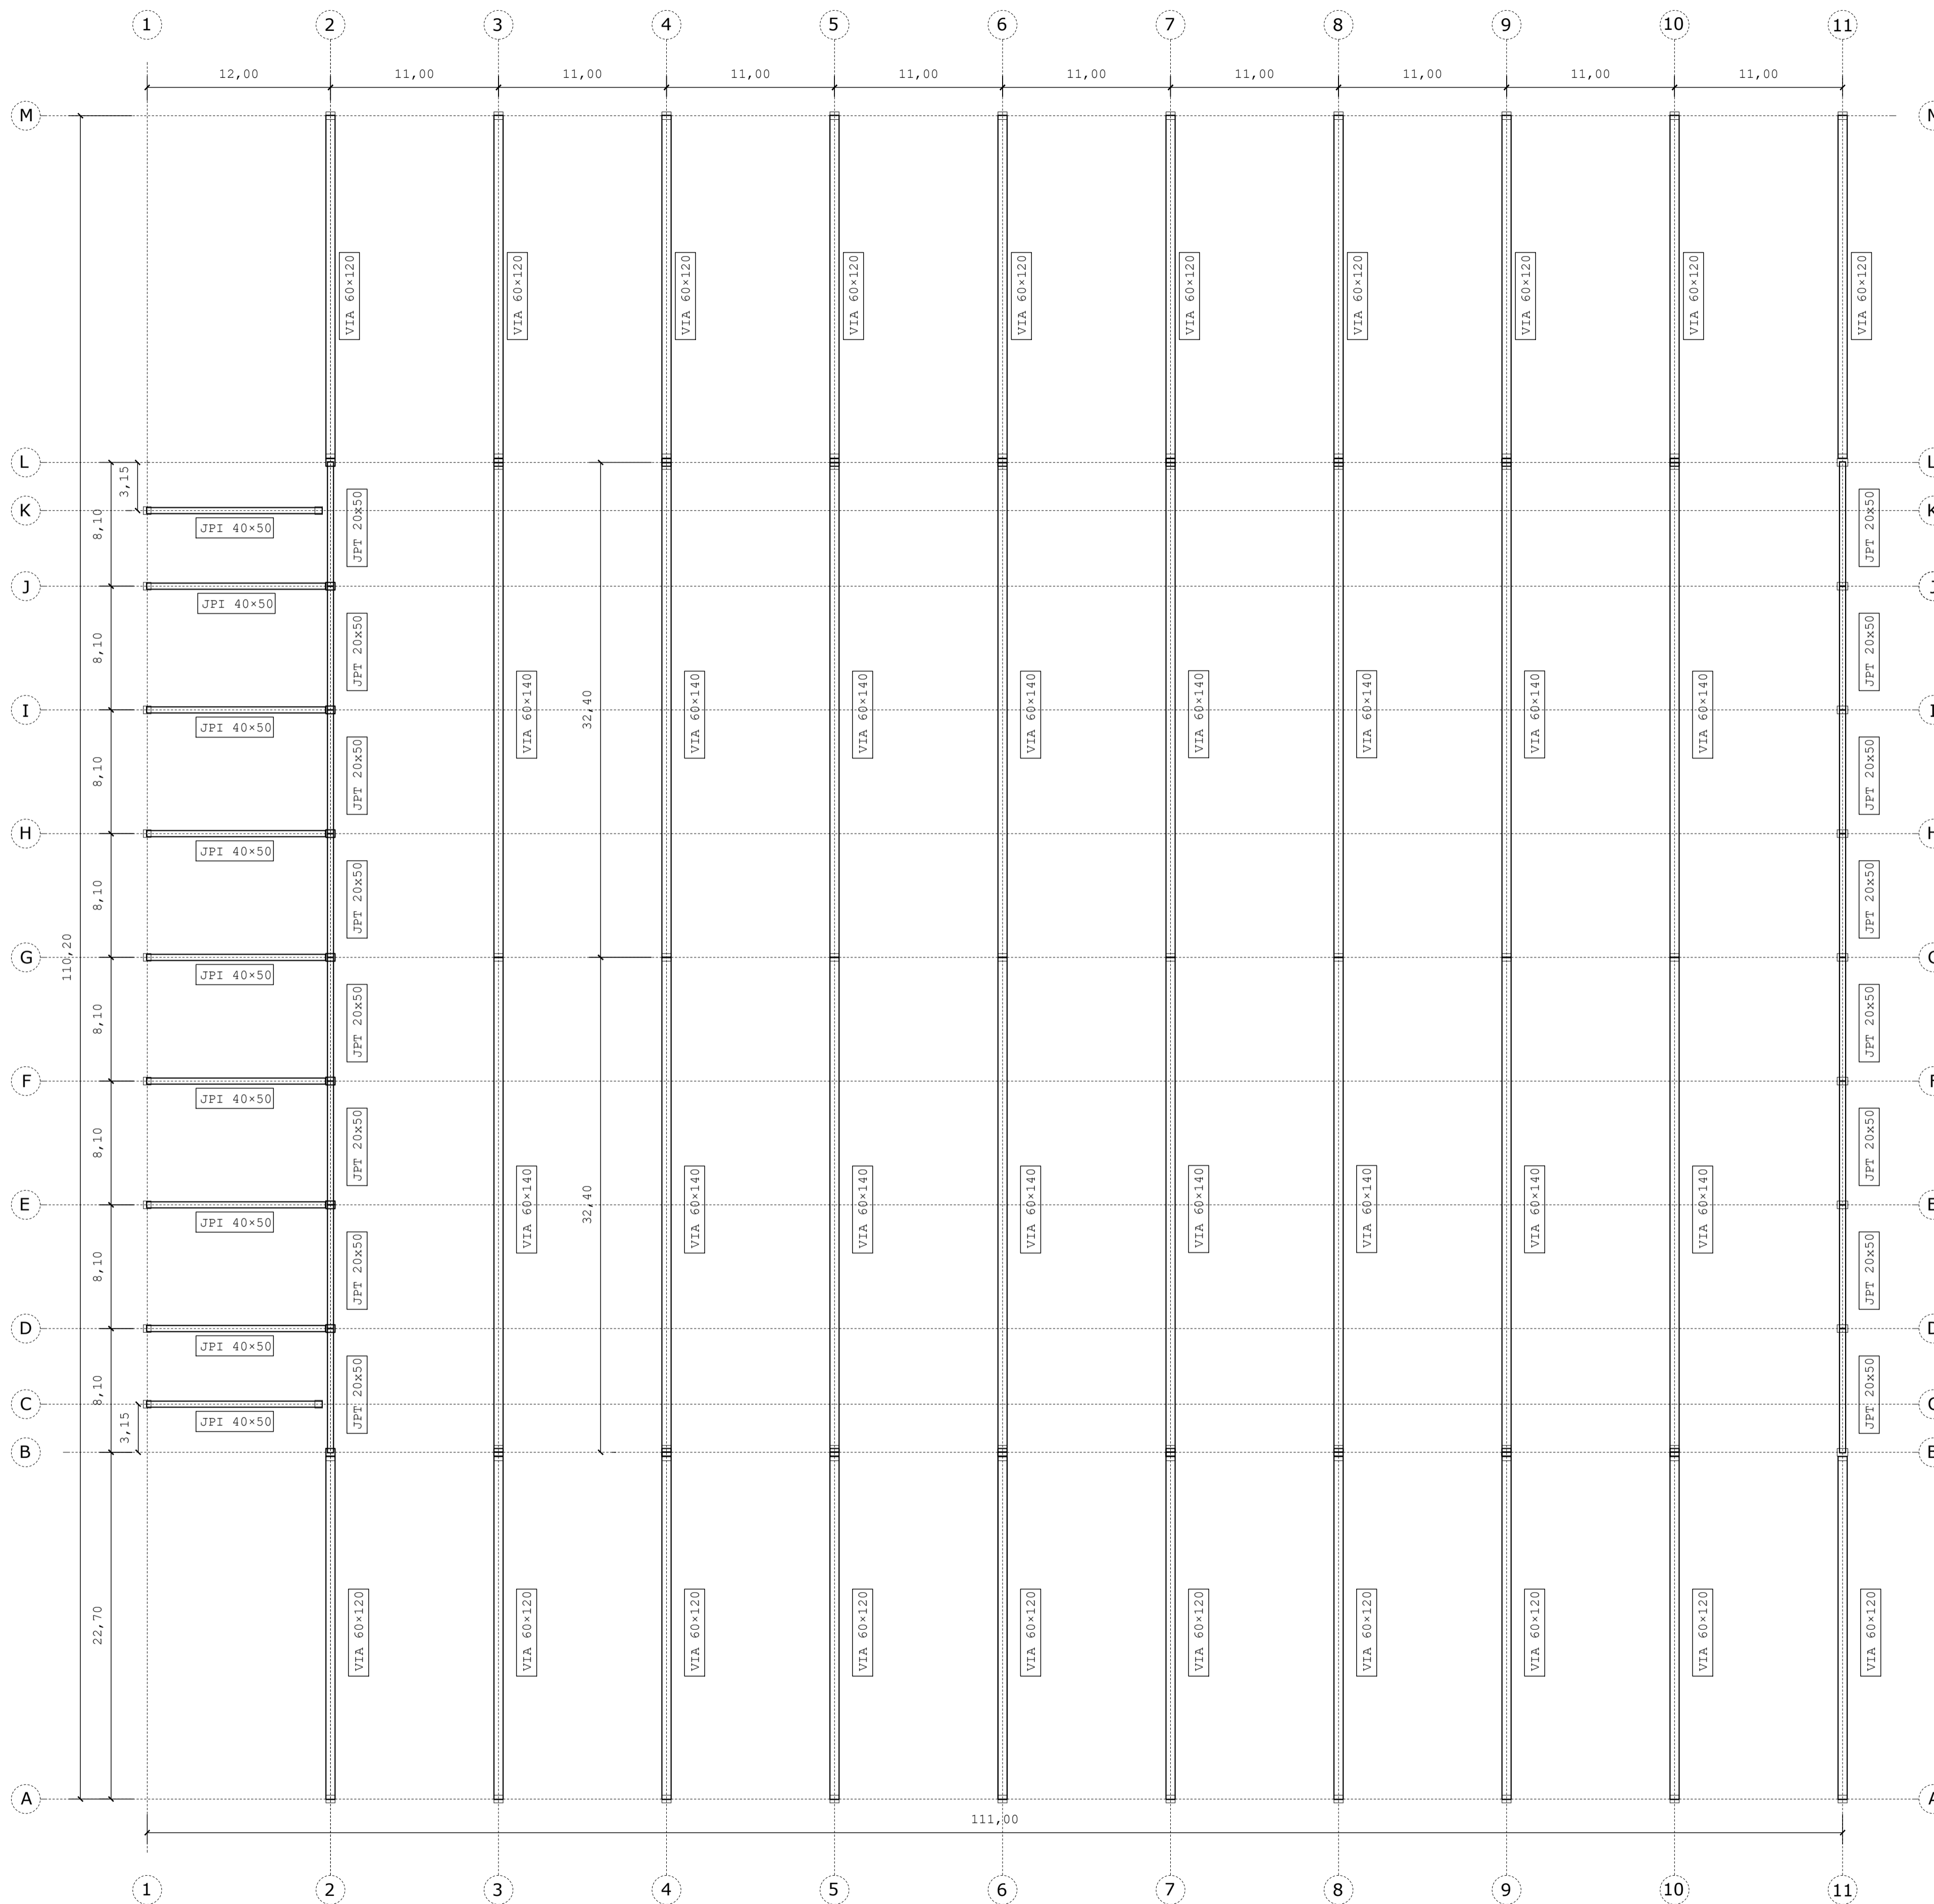 1 2 3 4 5 6 7 8 9 10 11
12,00 11,00 11,00 11,00 11,00 11,00 11,00 11,00 11,00 11,00
M
VIA 60×120 VIA 60×120 VIA 60×120 VIA 60×120 VIA 60×120 VIA 60×120 VIA 60×120 VIA 60×120 VIA 60×120 VIA 60×120
L L
3,15
K K
8,10
JPI 40×50
JPT 20x50 JPT 20x50
J J
JPI 40×50
8,10
JPT 20x50 JPT 20x50
I I
JPI 40×50
32,40
VIA 60×140 VIA 60×140 VIA 60×140 VIA 60×140 VIA 60×140 VIA 60×140 VIA 60×140 VIA 60×140
8,10
JPT 20x50 JPT 20x50
H H
JPI 40×50
8,10
JPT 20x50 JPT 20x50
110,20
G
JPI 40×50
8,10
JPT 20x50 JPT 20x50
F F
JPI 40×50
8,10
JPT 20x50 JPT 20x50
E E
JPI 40×50
32,40
VIA 60×140 VIA 60×140 VIA 60×140 VIA 60×140 VIA 60×140 VIA 60×140 VIA 60×140 VIA 60×140
8,10
JPT 20x50 JPT 20x50
D D
JPI 40×50
8,10
JPT 20x50 JPT 20x50
C C
JPI 40×50
3,15
B
22,70
VIA 60×120 VIA 60×120 VIA 60×120 VIA 60×120 VIA 60×120 VIA 60×120 VIA 60×120 VIA 60×120 VIA 60×120 VIA 60×120
A A
111,00
1 2 3 4 5 6 7 8 9 10 11